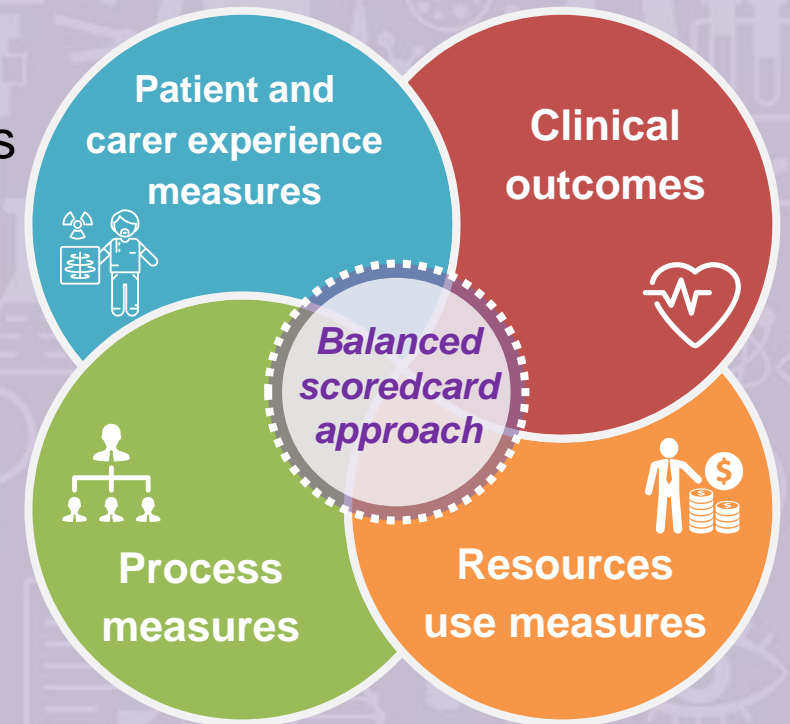 Patient and
carer experience
measures
Clinical
outcomes
s
Balanced
scoredcard
approach
Process
measures
Resources
use measures
$
$
$